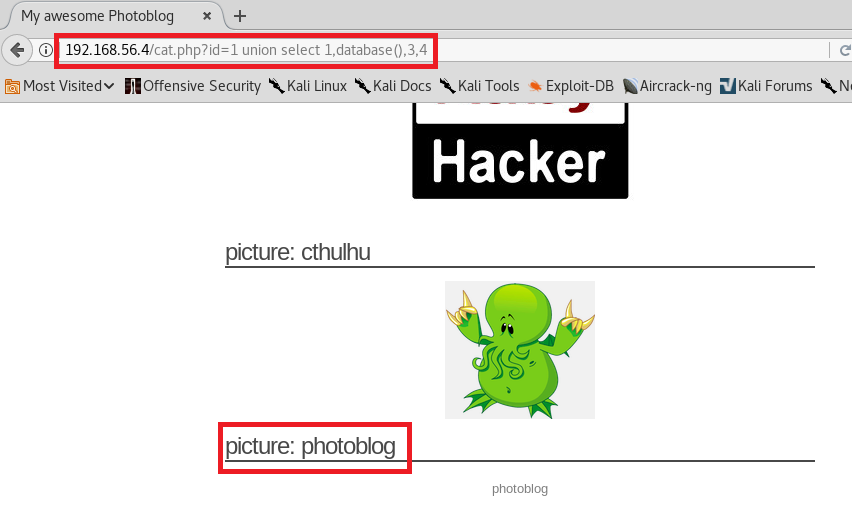 My awesome Photoblog
192.168.56.4/cat.php?id=1 union select 1,database(),3,4
Most Visited Offensive Security Kali Linux Kali Docs Kali Tools Exploit-DB Aircrack-ng Kali Forums
Hacker
picture: cthulhu
picture: photoblog
photoblog